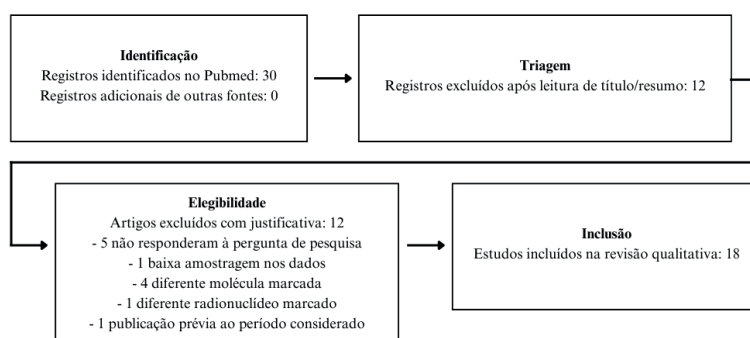 Identificação
Registros identificados no Pubmed: 30
Registros adicionais de outras fontes: 0
Triagem
Registros excluídos após leitura de título/resumo: 12
Elegibilidade
Artigos excluídos com justificativa: 12
- 5 não responderam à pergunta de pesquisa
- 1 baixa amostragem nos dados
- 4 diferente molécula marcada
- 1 diferente radionuclídeo marcado
- 1 publicação prévia ao período considerado
Inclusão
Estudos incluídos na revisão qualitativa: 18